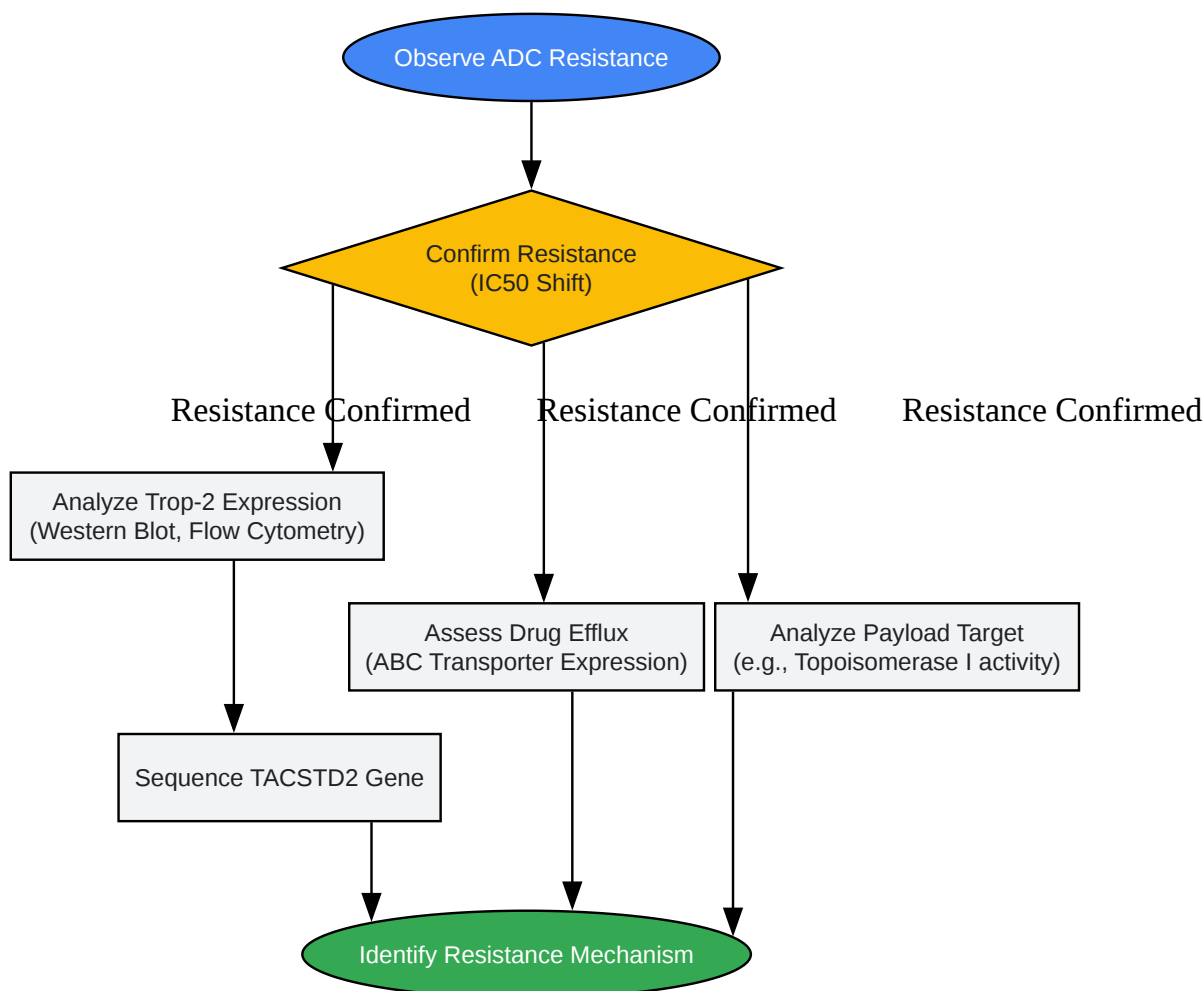 Observe ADC Resistance
Confirm Resistance
(IC50 Shift)
Resistance Confirmed
Resistance Confirmed
Resistance Confirmed
Analyze Trop-2 Expression
(Western Blot, Flow Cytometry)
Assess Drug Efflux
(ABC Transporter Expression)
Analyze Payload Target
(e.g., Topoisomerase I activity)
Sequence TACSTD2 Gene
Identify Resistance Mechanism